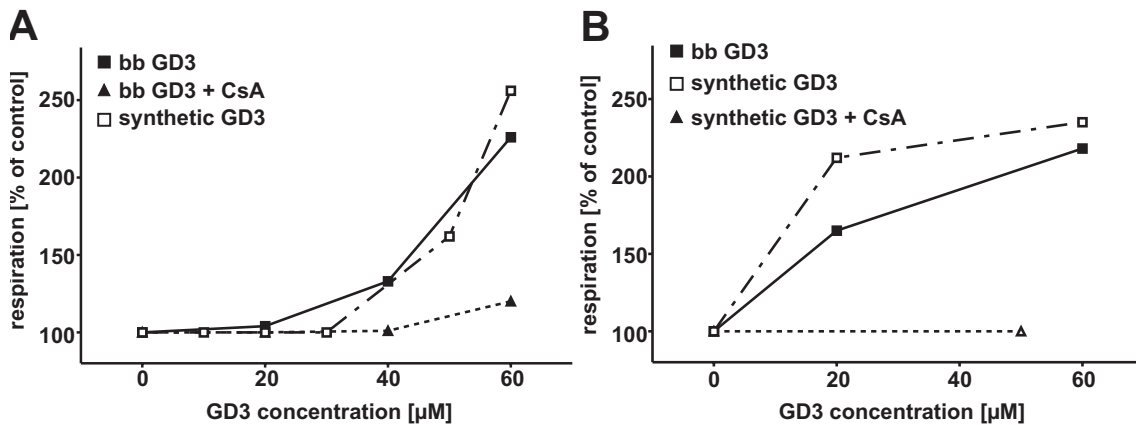 A
respiration [% of control]
bb GD3
bb GD3 + CsA
synthetic GD3
250
200
150
100
0 20 40 60
GD3 concentration [µM]
B
respiration [% of control]
bb GD3
synthetic GD3
synthetic GD3 + CsA
250
200
150
100
0 20 40 60
GD3 concentration [µM]